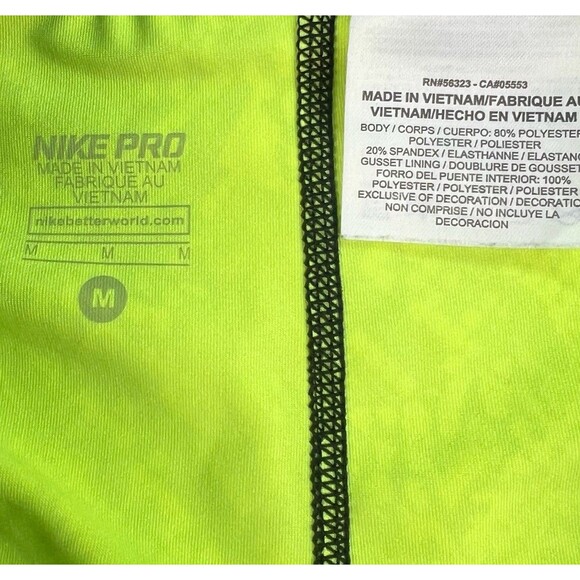 NIKE PRO
MADE IN VIETNAM
FABRIQUE AU
VIETNAM
nikebetterworld.com
M M M
M
RN#56323 - CA#05553
MADE IN VIETNAM/FABRIQUE AU
VIETNAM/HECHO EN VIETNAM
BODY / CORPS / CUERPO: 80% POLYESTER
POLYESTER / POLIESTER
20% SPANDEX / ELASTHANNE / ELASTANO
GUSSET LINING / DOUBLURE DE GOUSSET
FORRO DEL PUENTE INTERIOR: 100%
POLYESTER / POLYESTER / POLIESTER
EXCLUSIVE OF DECORATION / DECORATION
NON COMPRISE / NO INCLUYE LA
DECORACION